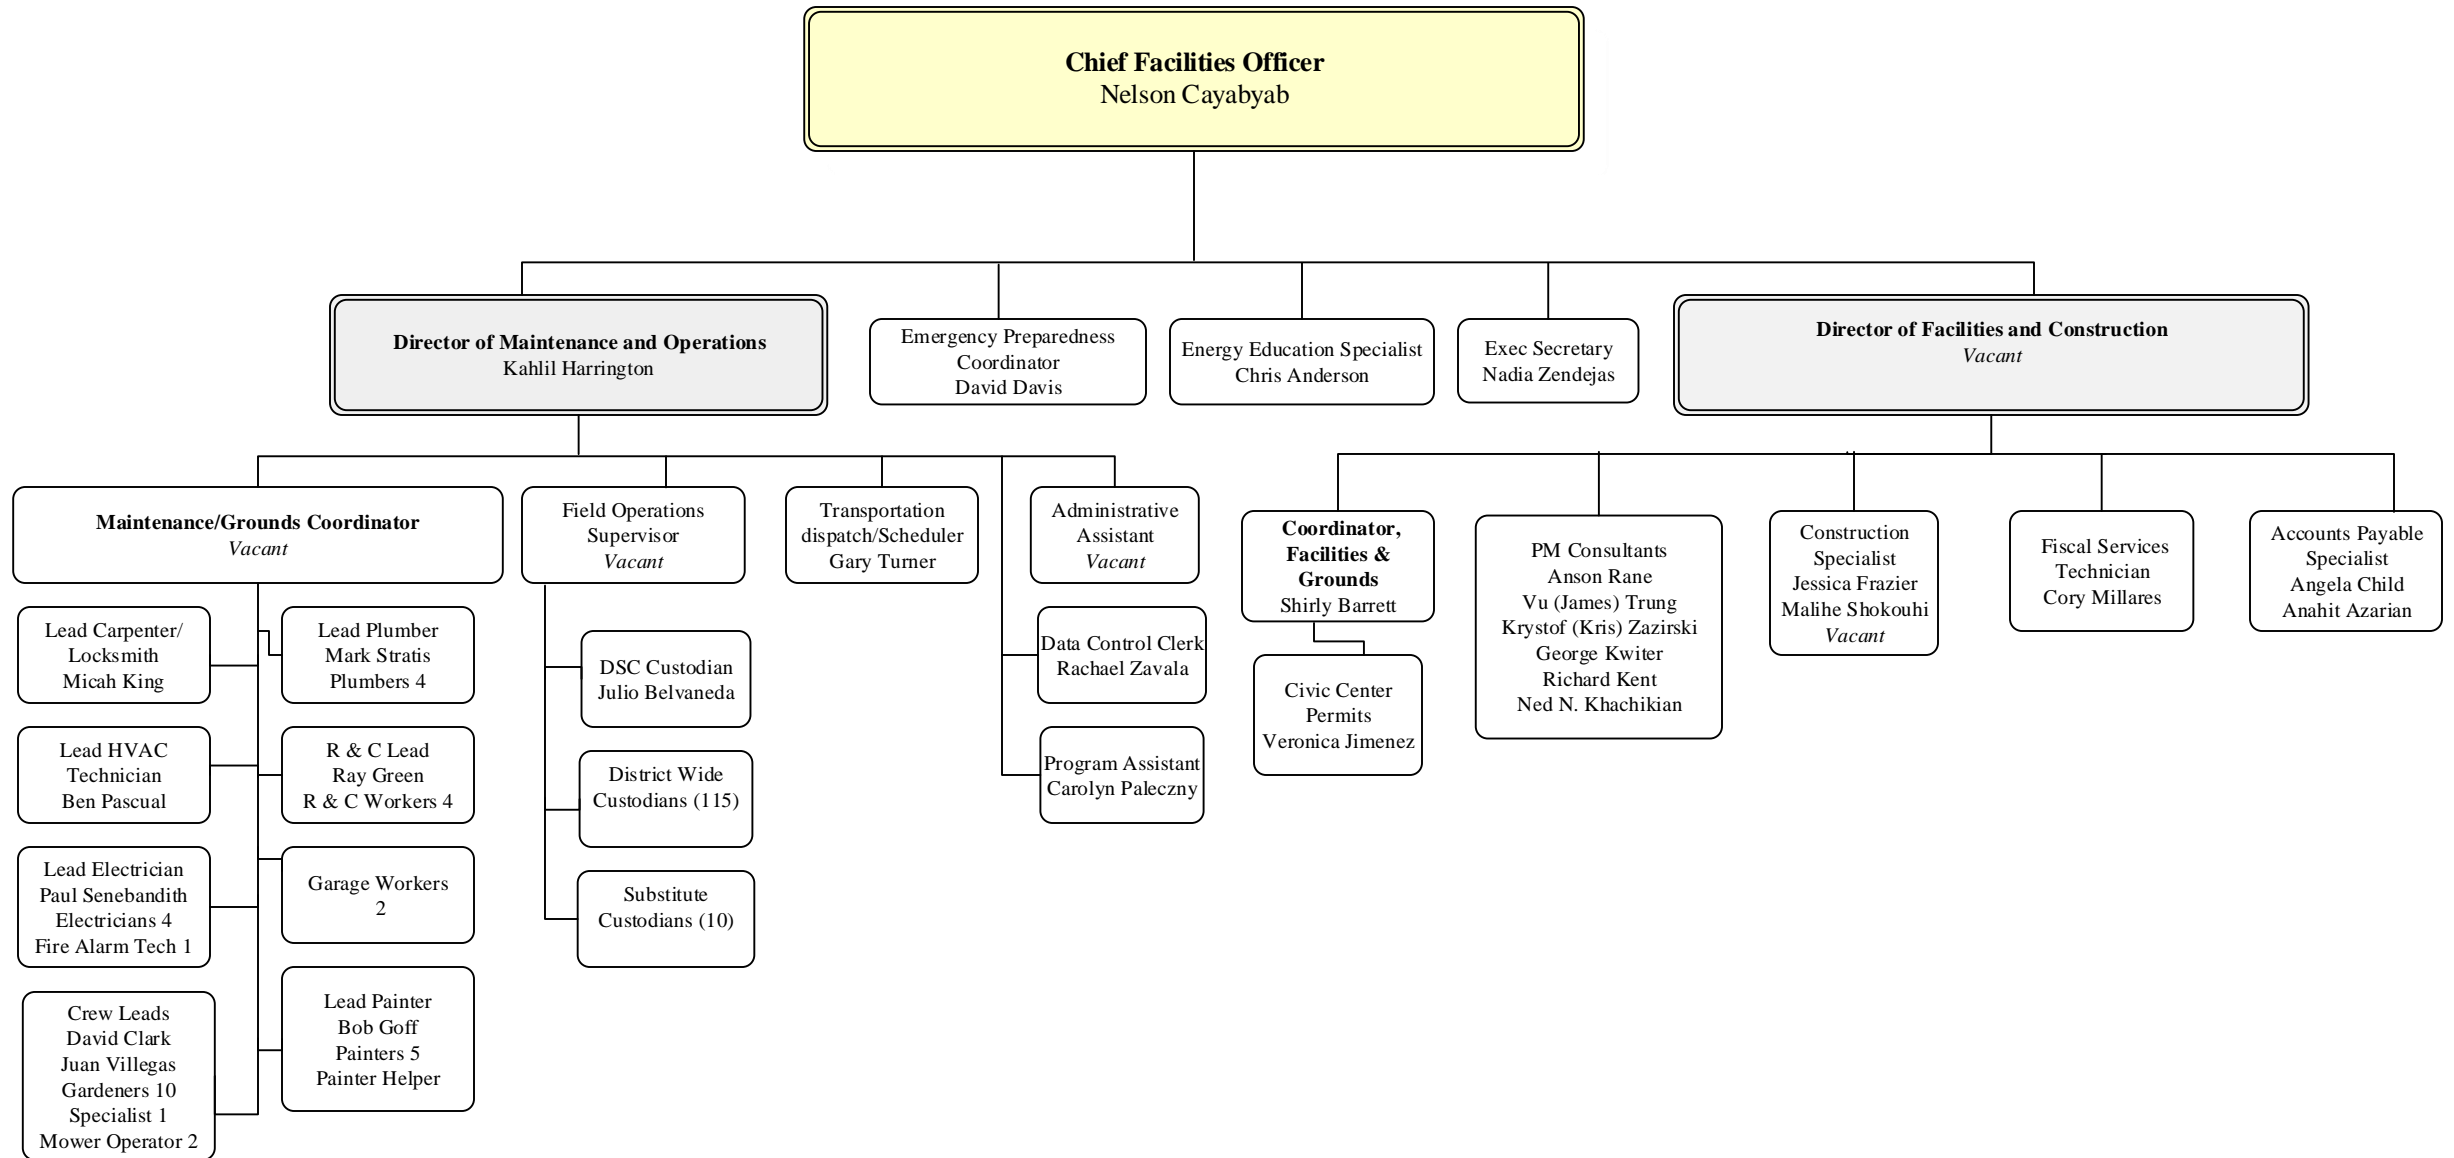 Chief Facilities Officer
Nelson Cayabyab
Director of Maintenance and Operations
Kahlil Harrington
Emergency Preparedness
Coordinator
David Davis
Energy Education Specialist
Chris Anderson
Exec Secretary
Nadia Zendejas
Director of Facilities and Construction
Vacant
Maintenance/Grounds Coordinator
Vacant
Field Operations
Supervisor
Vacant
Transportation
dispatch/Scheduler
Gary Turner
Administrative
Assistant
Vacant
Coordinator,
Facilities &
Grounds
Shirly Barrett
PM Consultants
Anson Rane
Vu (James) Trung
Krystof (Kris) Zazirski
George Kwiter
Richard Kent
Ned N. Khachikian
Construction
Specialist
Jessica Frazier
Malihe Shokouhi
Vacant
Fiscal Services
Technician
Cory Millares
Accounts Payable
Specialist
Angela Child
Anahit Azarian
Lead Carpenter/
Locksmith
Micah King
Lead Plumber
Mark Stratis
Plumbers 4
DSC Custodian
Julio Belvaneda
Data Control Clerk
Rachael Zavala
Civic Center
Permits
Veronica Jimenez
Lead HVAC
Technician
Ben Pascual
R & C Lead
Ray Green
R & C Workers 4
District Wide
Custodians (115)
Program Assistant
Carolyn Paleczny
Lead Electrician
Paul Senebandith
Electricians 4
Fire Alarm Tech 1
Garage Workers
2
Substitute
Custodians (10)
Crew Leads
David Clark
Juan Villegas
Gardeners 10
Specialist 1
Mower Operator 2
Lead Painter
Bob Goff
Painters 5
Painter Helper